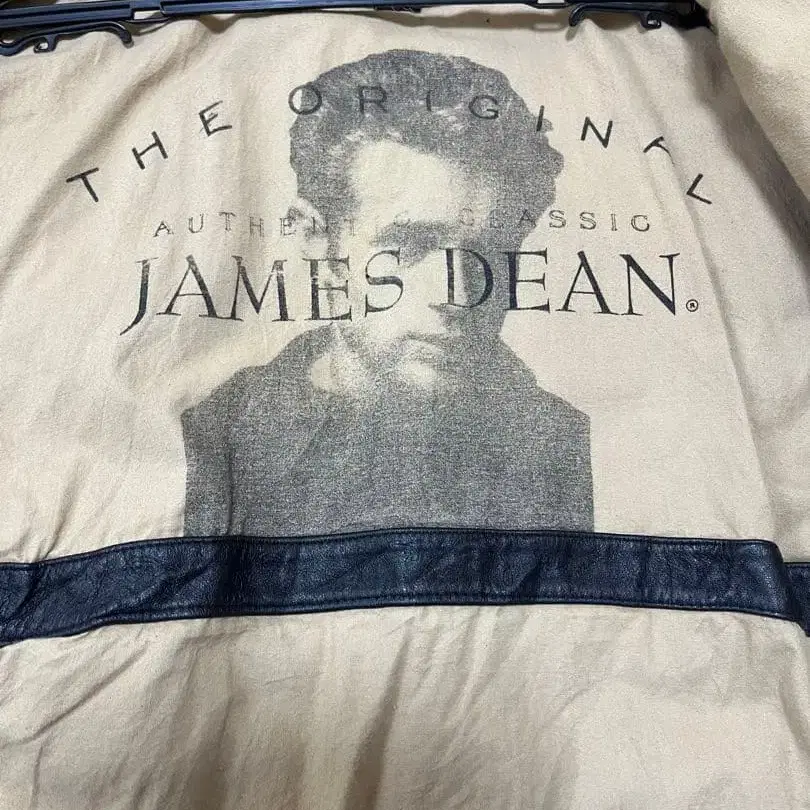 THE ORIGINAL
AUTHENTIC CLASSIC
JAMES DEAN®